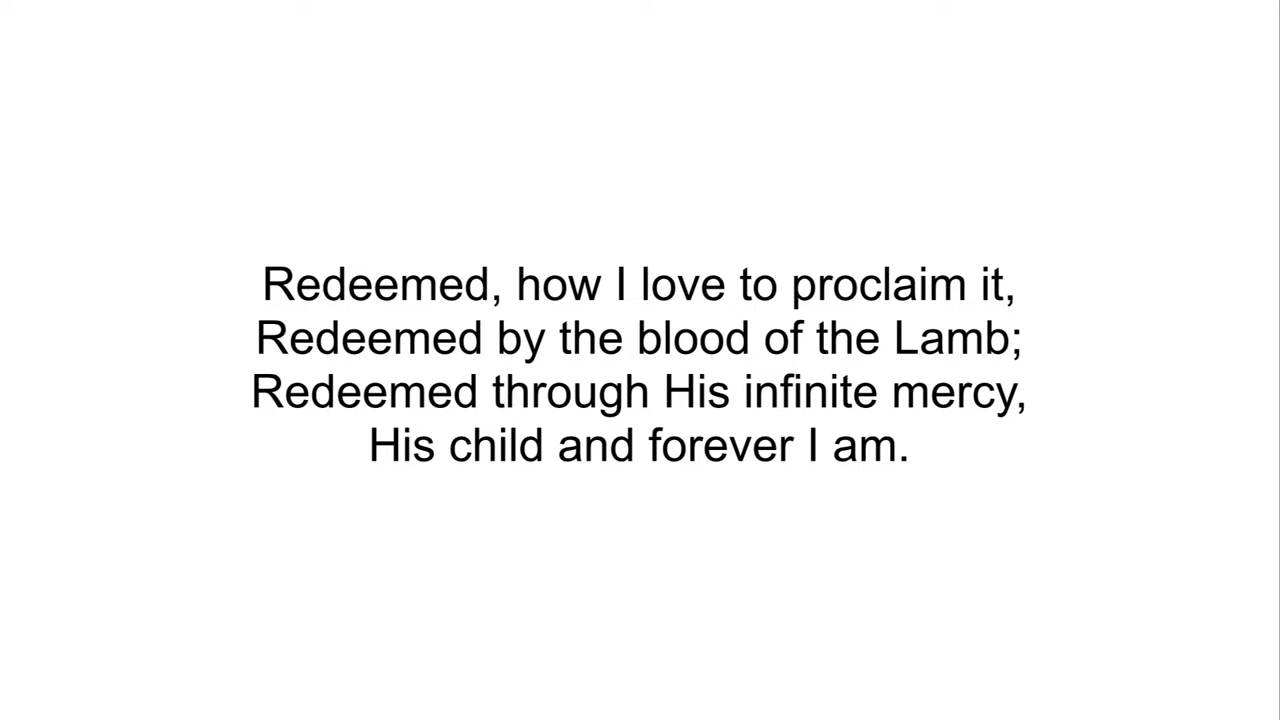 Redeemed, how I love to proclaim it,
Redeemed by the blood of the Lamb;
Redeemed through His infinite mercy,
His child and forever I am.